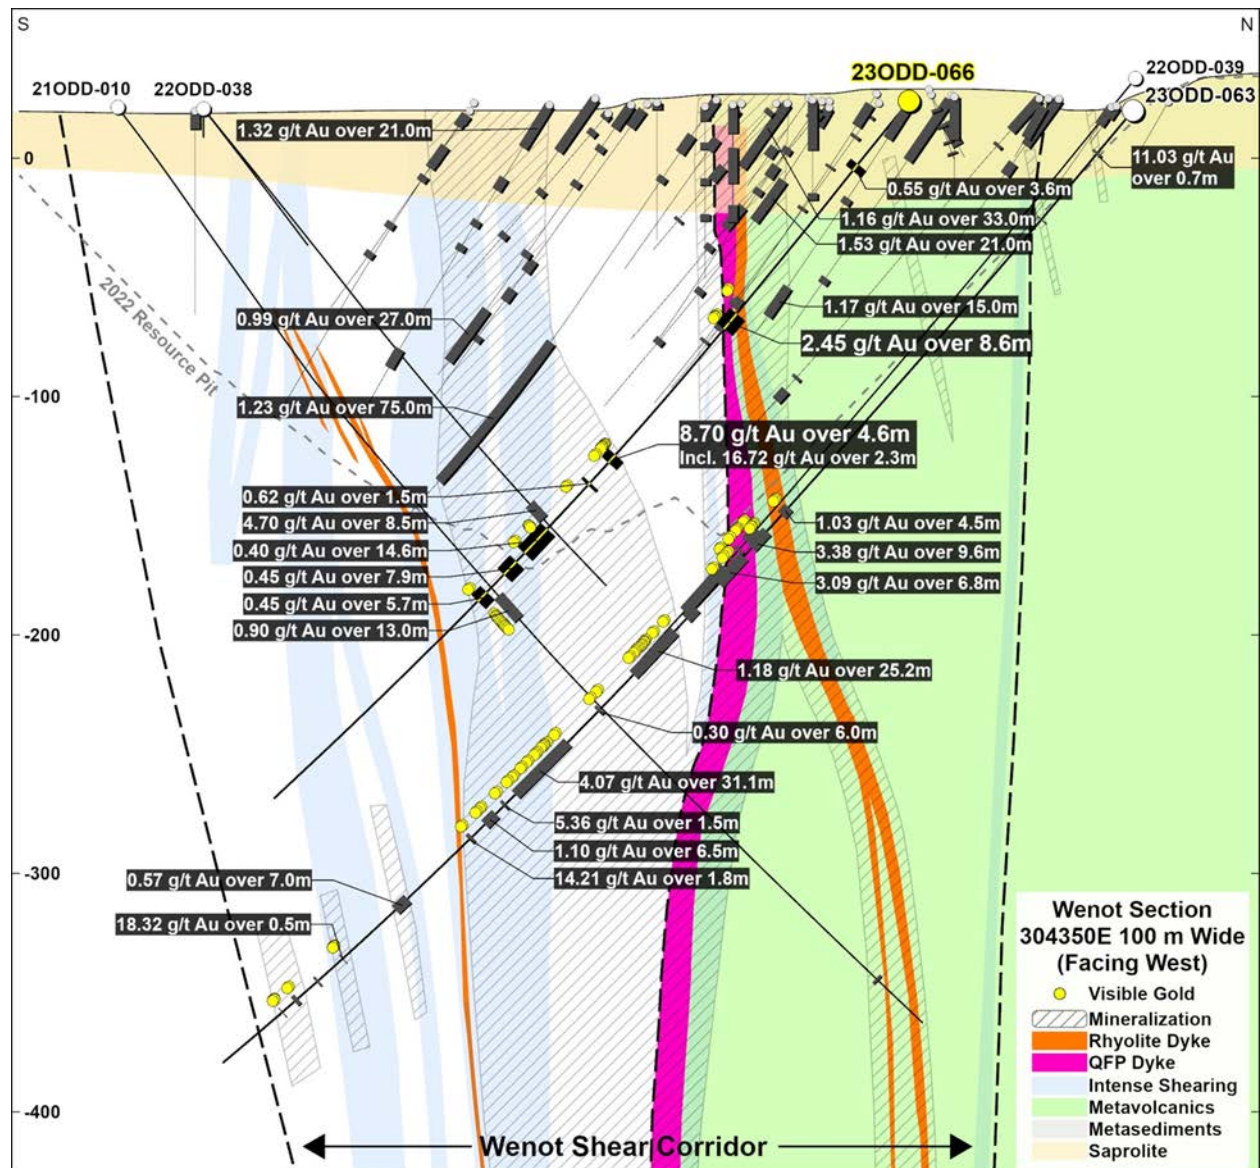 S
N
21ODD-010
22ODD-038
23ODD-066
22ODD-039
23ODD-063
1.32 g/t Au over 21.0m
0
11.03 g/t Au
over 0.7m
0.55 g/t Au over 3.6m
1.16 g/t Au over 33.0m
1.53 g/t Au over 21.0m
2022 Resource Pit
0.99 g/t Au over 27.0m
1.17 g/t Au over 15.0m
2.45 g/t Au over 8.6m
-100
1.23 g/t Au over 75.0m
8.70 g/t Au over 4.6m
Incl. 16.72 g/t Au over 2.3m
0.62 g/t Au over 1.5m
4.70 g/t Au over 8.5m
0.40 g/t Au over 14.6m
0.45 g/t Au over 7.9m
0.45 g/t Au over 5.7m
0.90 g/t Au over 13.0m
1.03 g/t Au over 4.5m
3.38 g/t Au over 9.6m
3.09 g/t Au over 6.8m
-200
1.18 g/t Au over 25.2m
0.30 g/t Au over 6.0m
4.07 g/t Au over 31.1m
5.36 g/t Au over 1.5m
1.10 g/t Au over 6.5m
14.21 g/t Au over 1.8m
-300
0.57 g/t Au over 7.0m
18.32 g/t Au over 0.5m
-400
Wenot Shear Corridor
Wenot Section
304350E 100 m Wide
(Facing West)
Visible Gold
Mineralization
Rhyolite Dyke
QFP Dyke
Intense Shearing
Metavolcanics
Metasediments
Saprolite